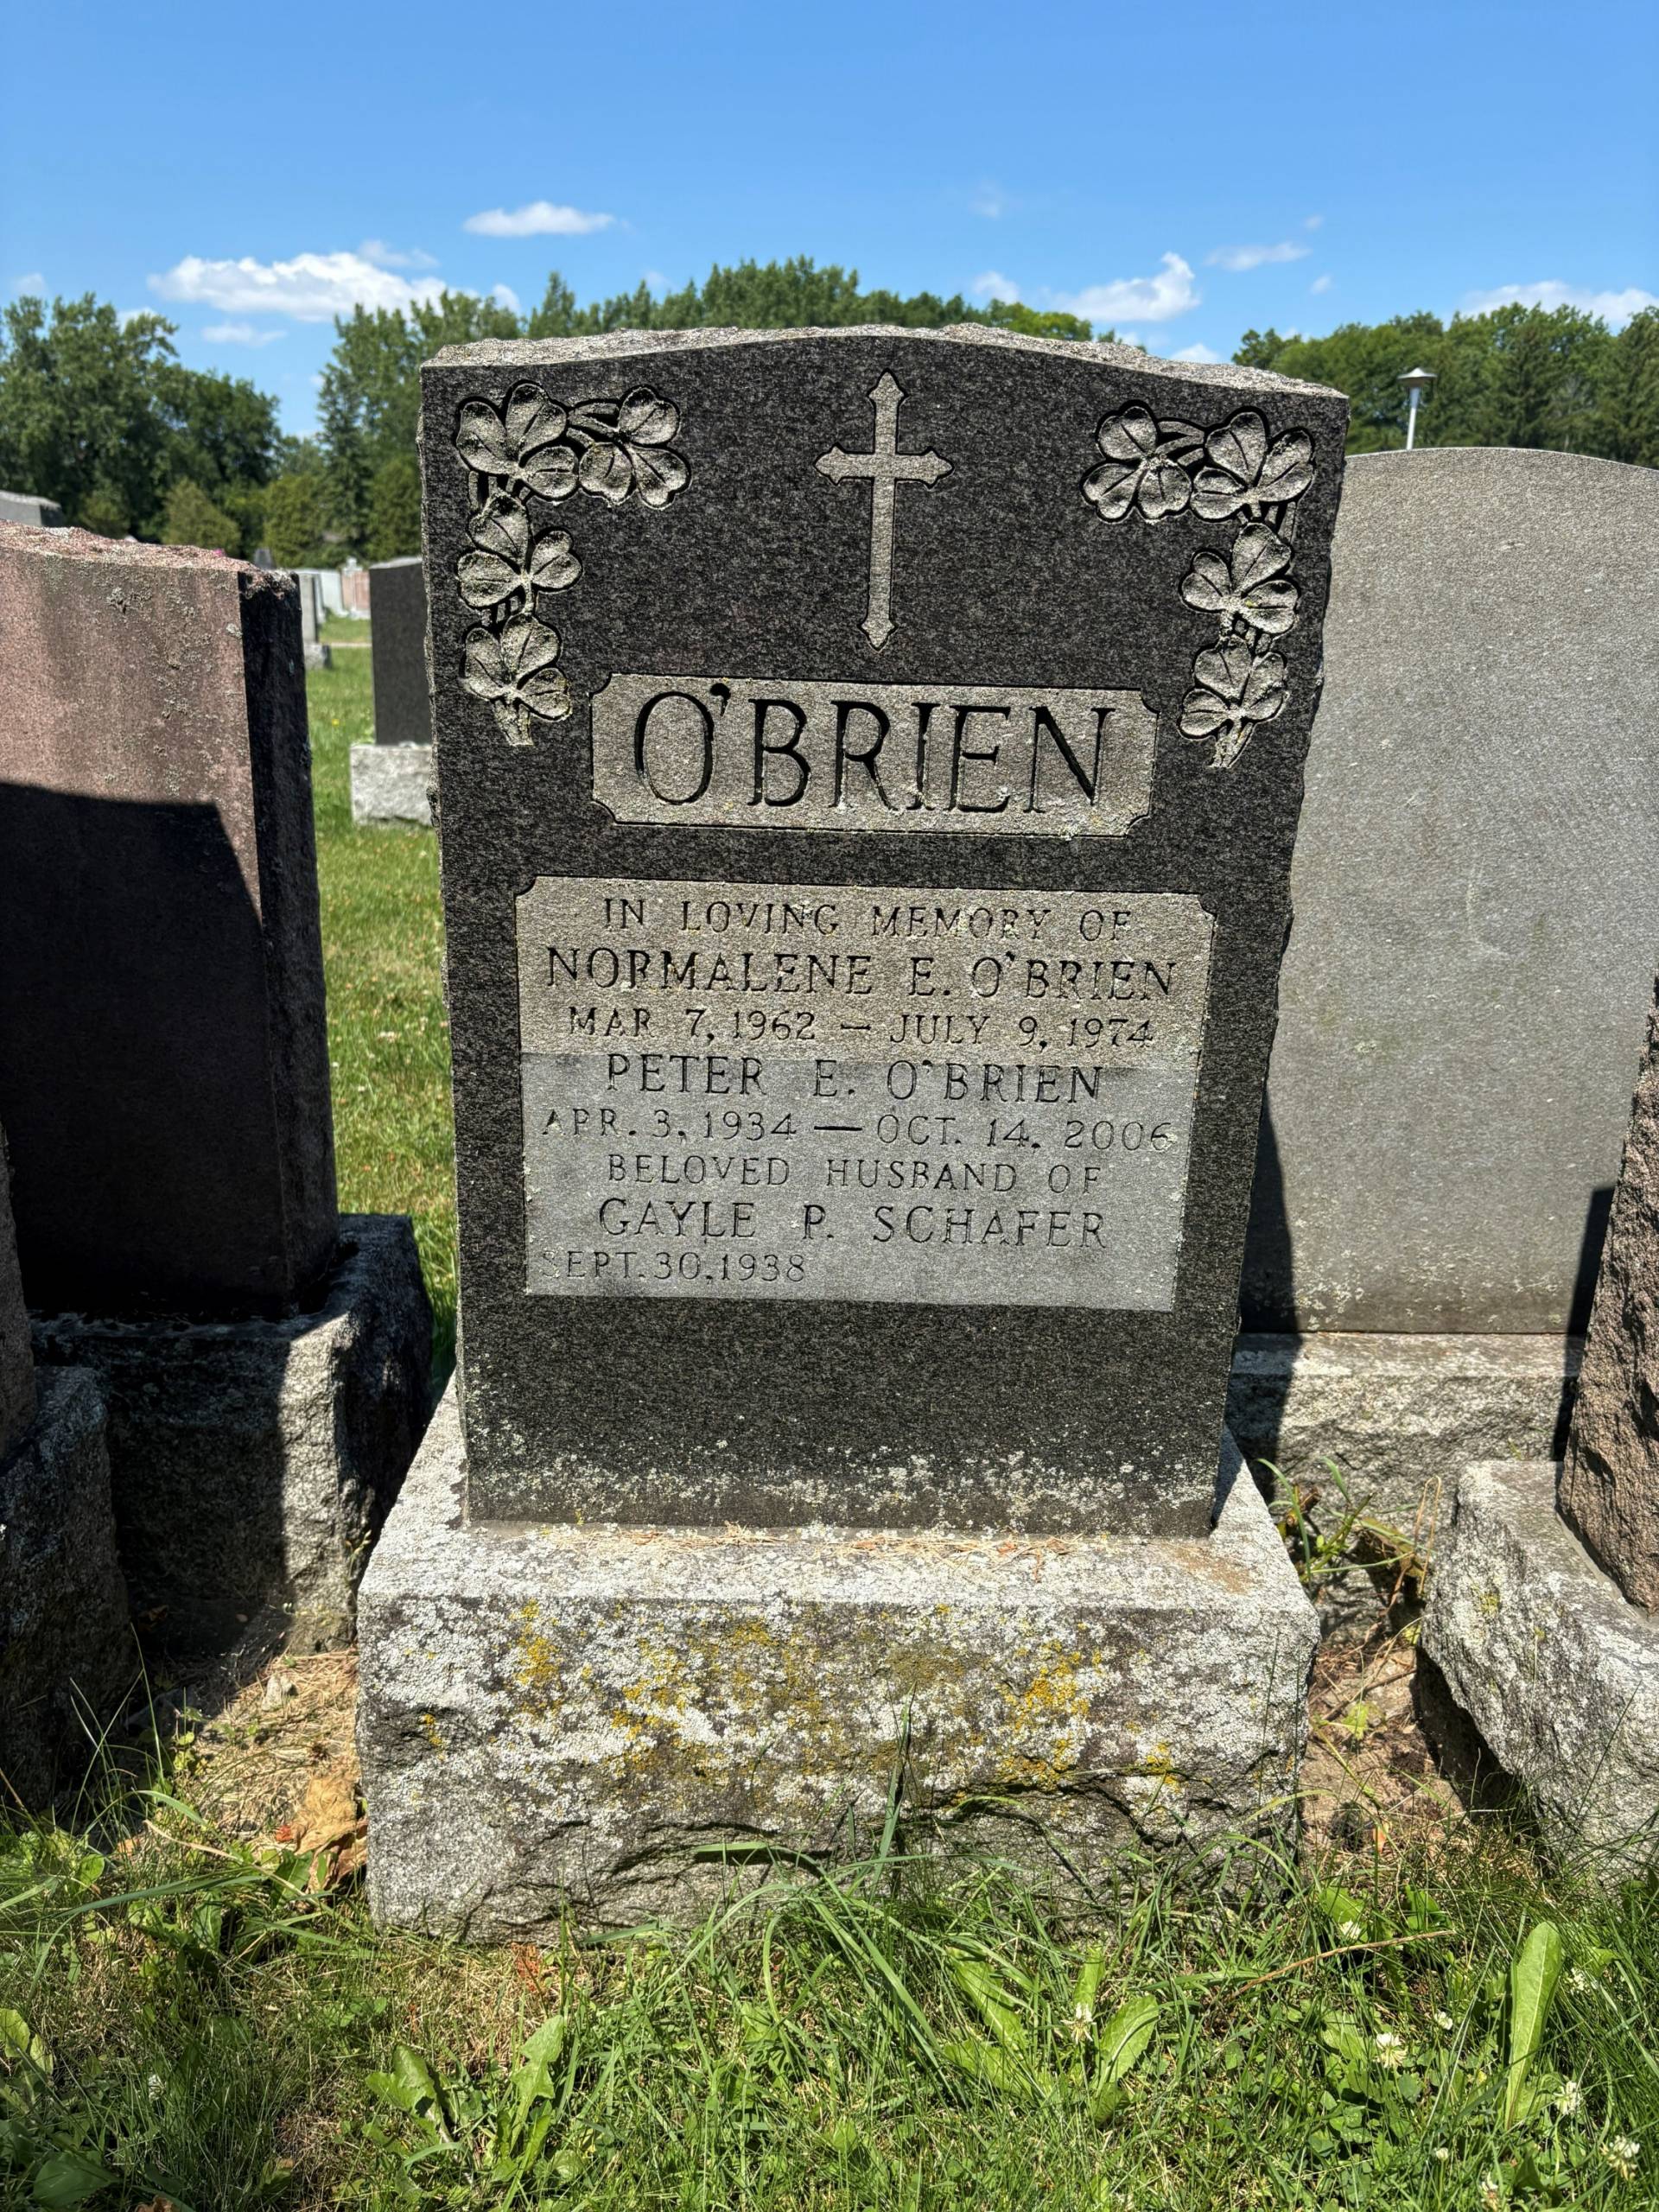 O'BRIEN
IN LOVING MEMORY OF
NORMALENE E. O'BRIEN
MAR 7, 1962 — JULY 9, 1974
PETER E. O'BRIEN
APR. 3, 1934 — OCT. 14, 2006
BELOVED HUSBAND OF
GAYLE P. SCHAFER
SEPT. 30, 1938